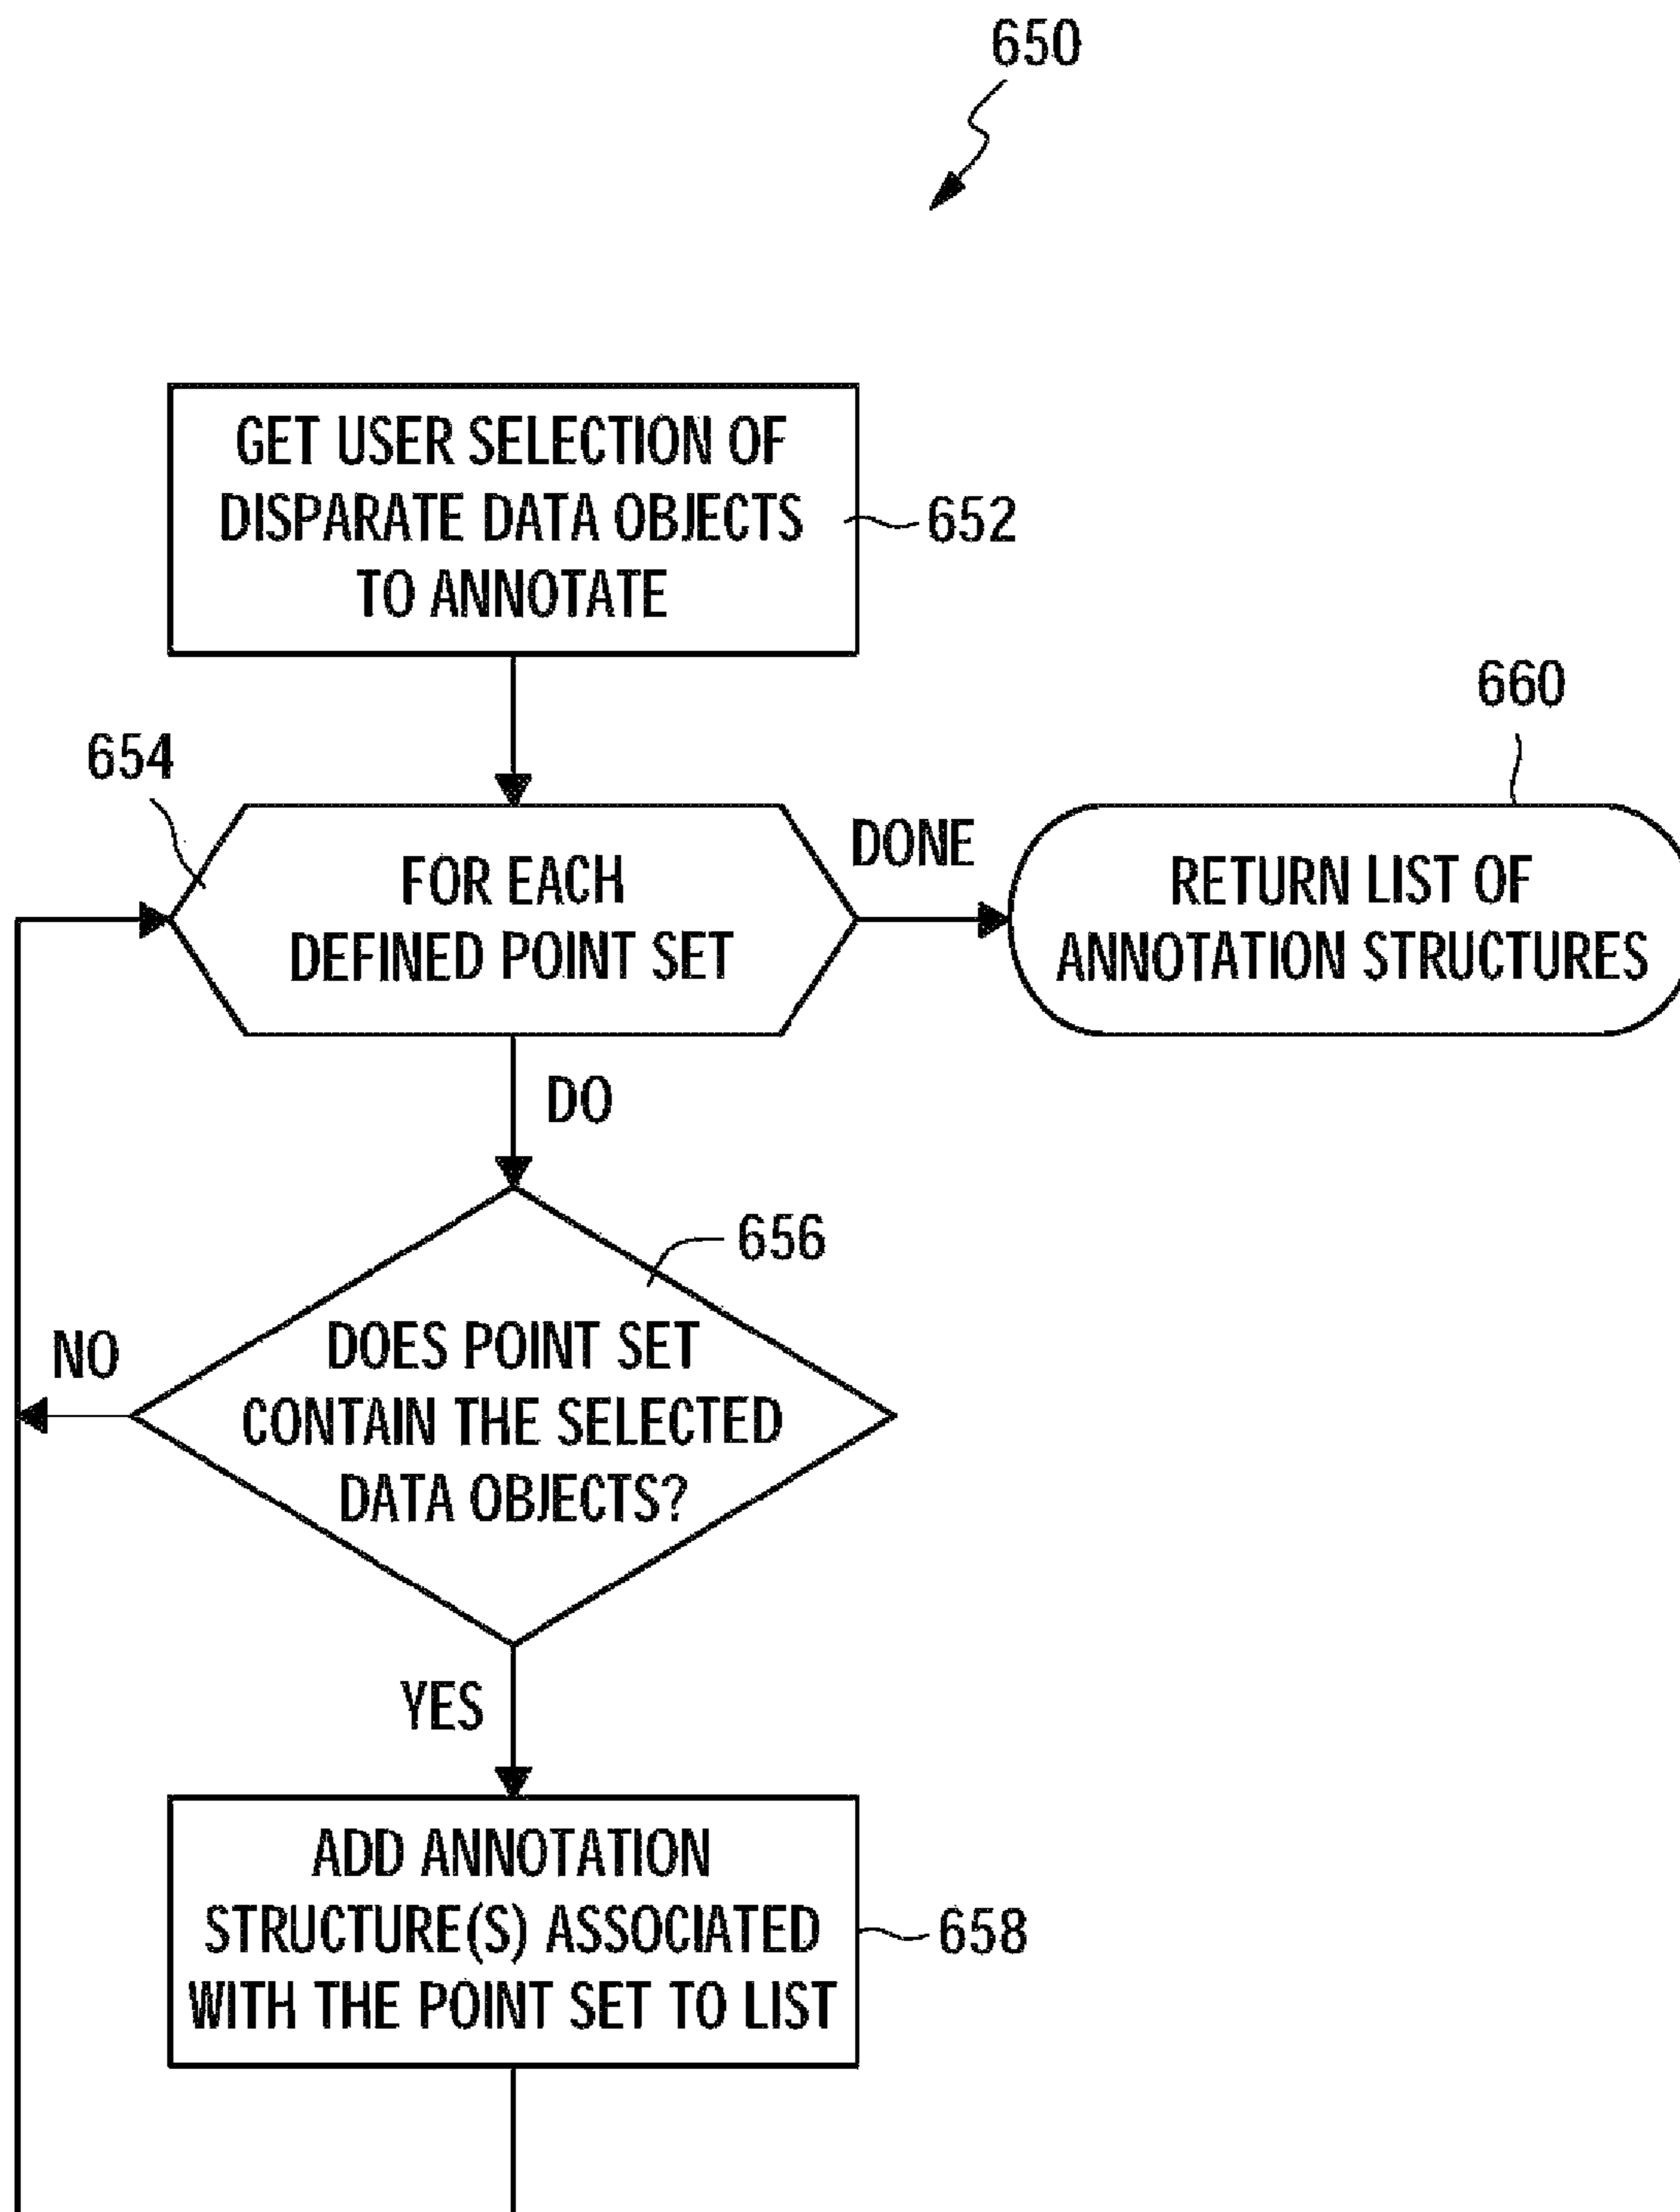 650
GET USER SELECTION OF
DISPARATE DATA OBJECTS
TO ANNOTATE
652
654
FOR EACH
DEFINED POINT SET
DONE
660
RETURN LIST OF
ANNOTATION STRUCTURES
DO
656
DOES POINT SET
CONTAIN THE SELECTED
DATA OBJECTS?
NO
YES
ADD ANNOTATION
STRUCTURE(S) ASSOCIATED
WITH THE POINT SET TO LIST
658